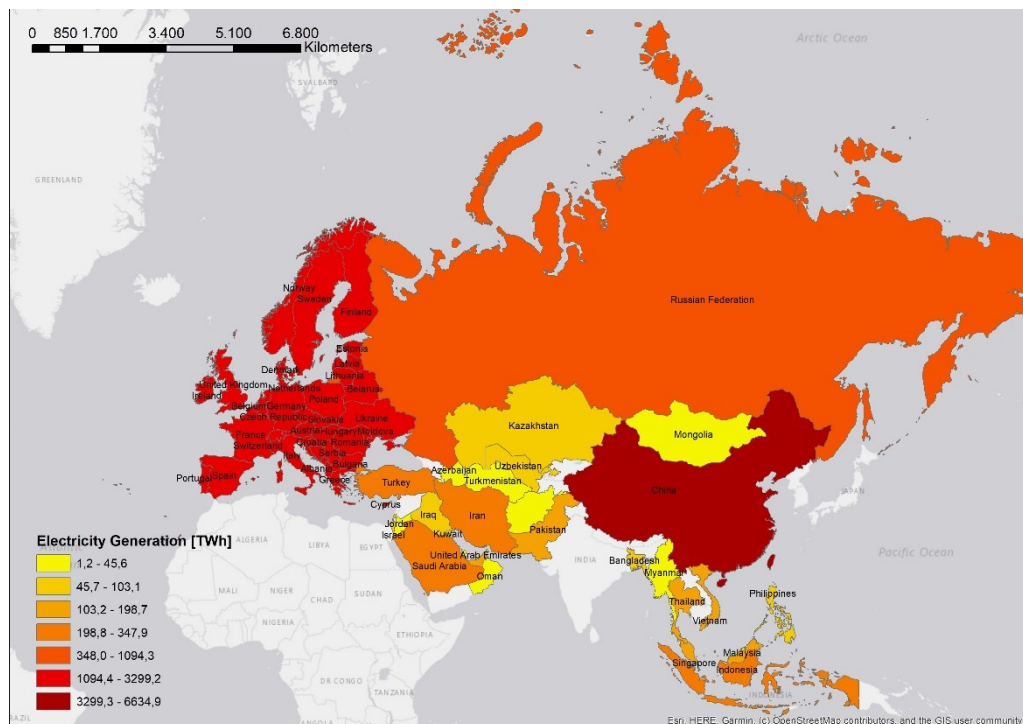 0 850 1.700 3.400 5.100 6.800
Kilometers
Arctic Ocean
SVALBARD
GREENLAND
Russian Federation
Norway
Sweden
Finland
Estonia
Latvia
Lithuania
Denmark
United Kingdom
Ireland
Netherlands
Belarus
Poland
Belgium
Germany
Czech Republic
Slovakia
Ukraine
Austria
Hungary
Moldova
France
Switzerland
Croatia
Romania
Serbia
Italy
Bulgaria
Albania
Greece
Portugal
Spain
Kazakhstan
Mongolia
Uzbekistan
Azerbaijan
Turkmenistan
Turkey
Cyprus
China
JAPAN
Iraq
Iran
Jordan
Israel
Kuwait
Pakistan
United Arab Emirates
Saudi Arabia
Oman
INDIA
Bangladesh
Myanmar
Thailand
Vietnam
Philippines
Malaysia
Singapore
Indonesia
INDONESIA
Pacific Ocean
ALGERIA
LIBYA
EGYPT
MALI
NIGER
CHAD
SUDAN
NIGERIA
ETHIOPIA
DR CONGO
TANZANIA
ANGOLA
BRAZIL
Electricity Generation [TWh]
1,2 - 45,6
45,7 - 103,1
103,2 - 198,7
198,8 - 347,9
348,0 - 1094,3
1094,4 - 3299,2
3299,3 - 6634,9
Esri, HERE, Garmin, (c) OpenStreetMap contributors, and the GIS user community